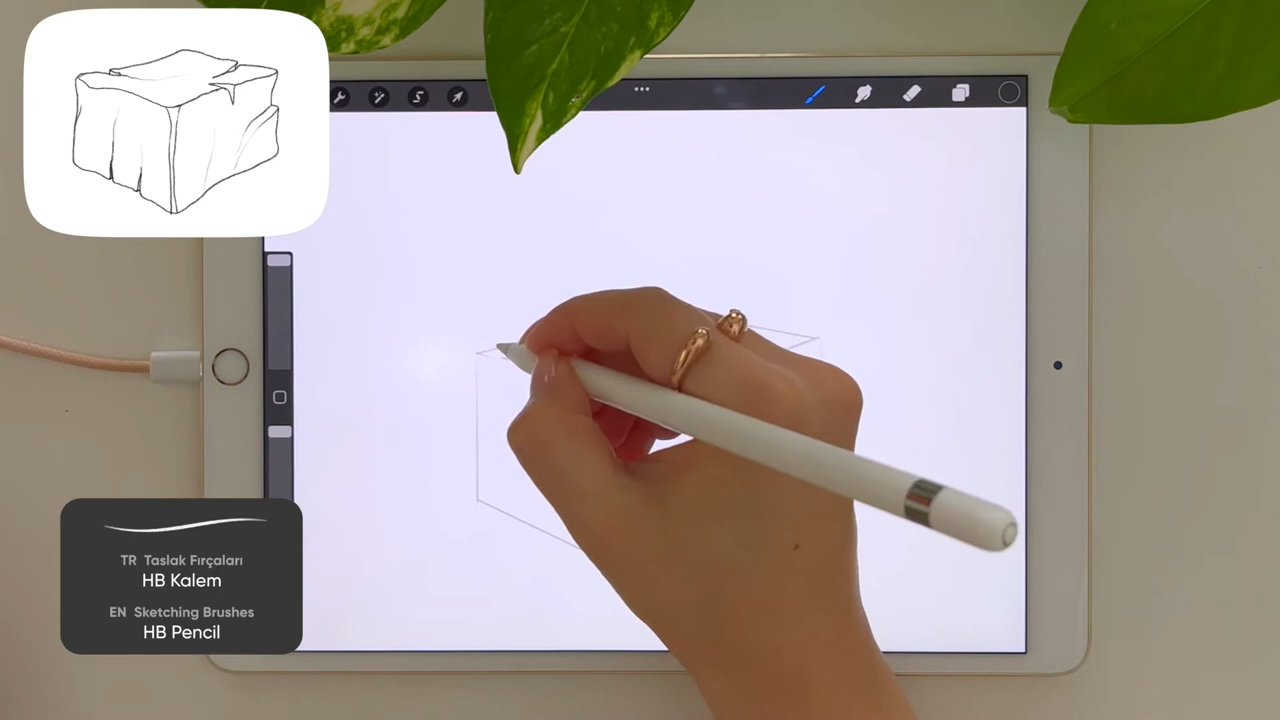 TR Taslak Fırçaları
HB Kalem
EN Sketching Brushes
HB Pencil